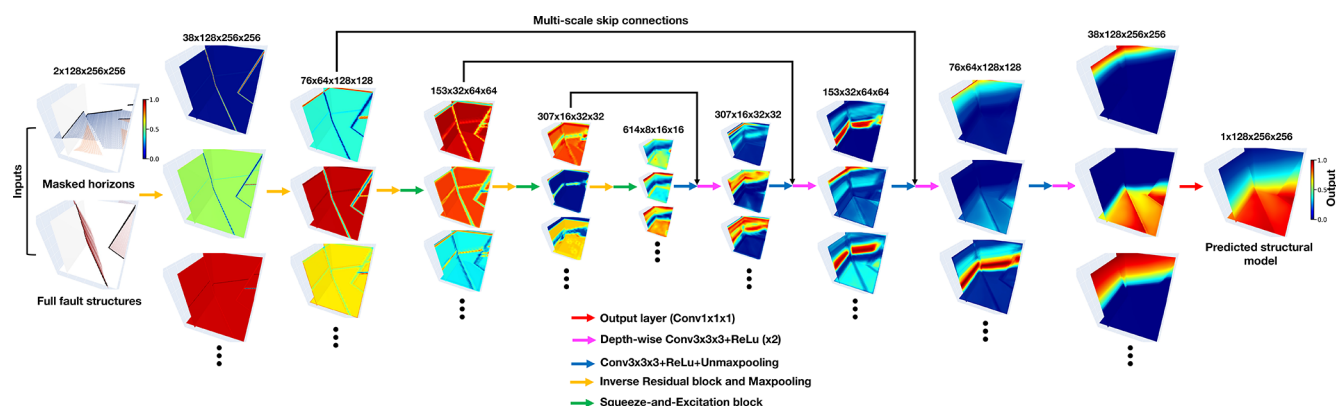 Multi-scale skip connections
38x128x256x256
38x128x256x256
2x128x256x256
76x64x128x128
76x64x128x128
153x32x64x64
153x32x64x64
307x16x32x32
307x16x32x32
614x8x16x16
1x128x256x256
1.0
0.5
0.0
1.0
0.5
0.0
Output
Inputs
Masked horizons
Full fault structures
Predicted structural
model
Output layer (Conv1x1x1)
Depth-wise Conv3x3x3+ReLu (x2)
Conv3x3x3+ReLu+Unmaxpooling
Inverse Residual block and Maxpooling
Squeeze-and-Excitation block